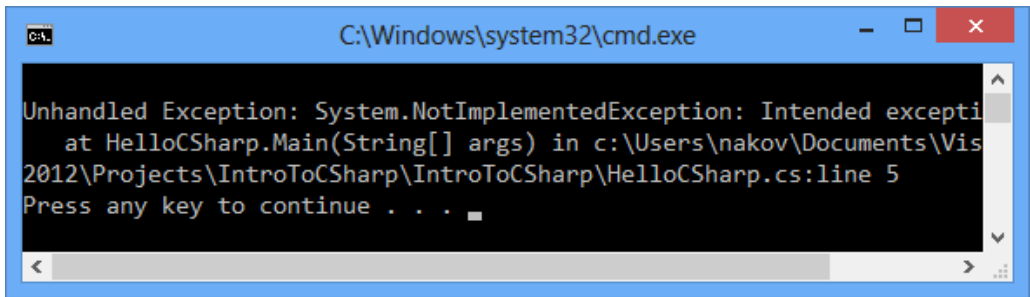 C:\Windows\system32\cmd.exe
Unhandled Exception: System.NotImplementedException: Intended excepti
at HelloCSharp.Main(String[] args) in c:\Users\nakov\Documents\Vis
2012\Projects\IntroToCSharp\IntroToCSharp\HelloCSharp.cs:line 5
Press any key to continue . . .